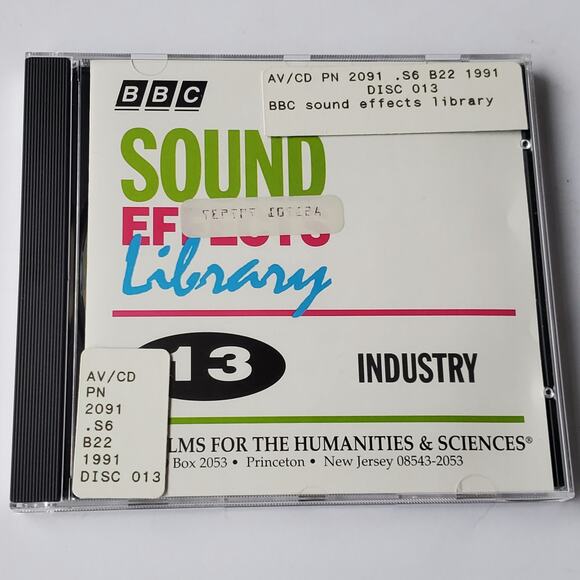 BBC
AV/CD PN 2091 .S6 B22 1991
DISC 013
BBC sound effects library
SOUND
Library
13
INDUSTRY
AV/CD
PN
2091
.S6
B22
1991
DISC 013
LMS FOR THE HUMANITIES & SCIENCES®
Box 2053 • Princeton • New Jersey 08543-2053